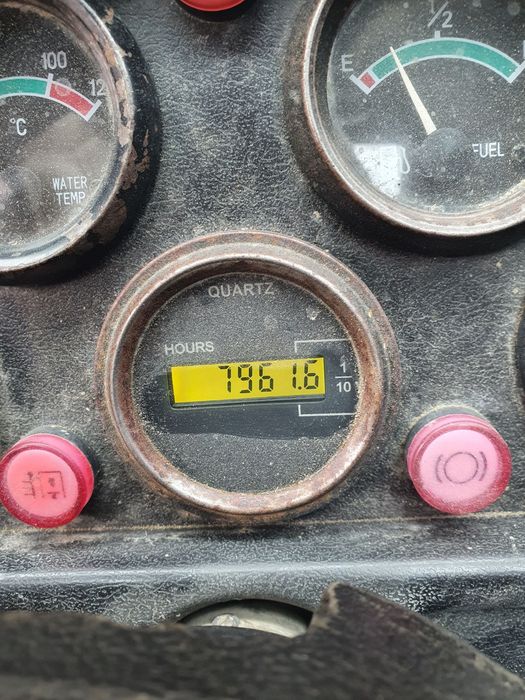 100
12
°C
WATER
TEMP
E
1/2
FUEL
QUARTZ
HOURS
7961.6
1
10